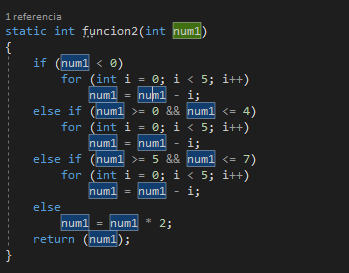 1 referencia
static int funcion2(int num1)
{
if (num1 < 0)
for (int i = 0; i < 5; i++)
num1 = num1 - i;
else if (num1 >= 0 && num1 <= 4)
for (int i = 0; i < 5; i++)
num1 = num1 - i;
else if (num1 >= 5 && num1 <= 7)
for (int i = 0; i < 5; i++)
num1 = num1 - i;
else
num1 = num1 * 2;
return (num1);
}